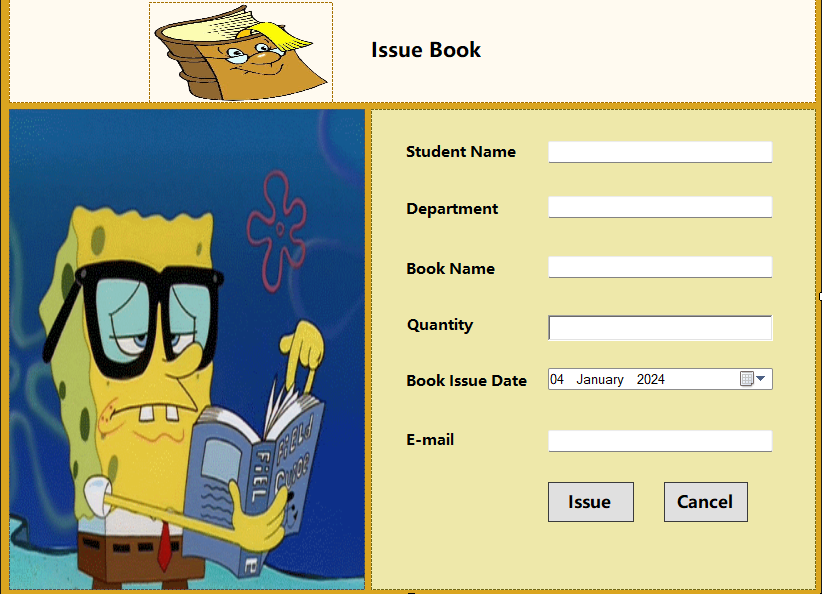 Issue Book
Student Name
Department
Book Name
Quantity
Book Issue Date 04 January 2024
E-mail
Issue Cancel
FIELD
GUIDE
FIEL